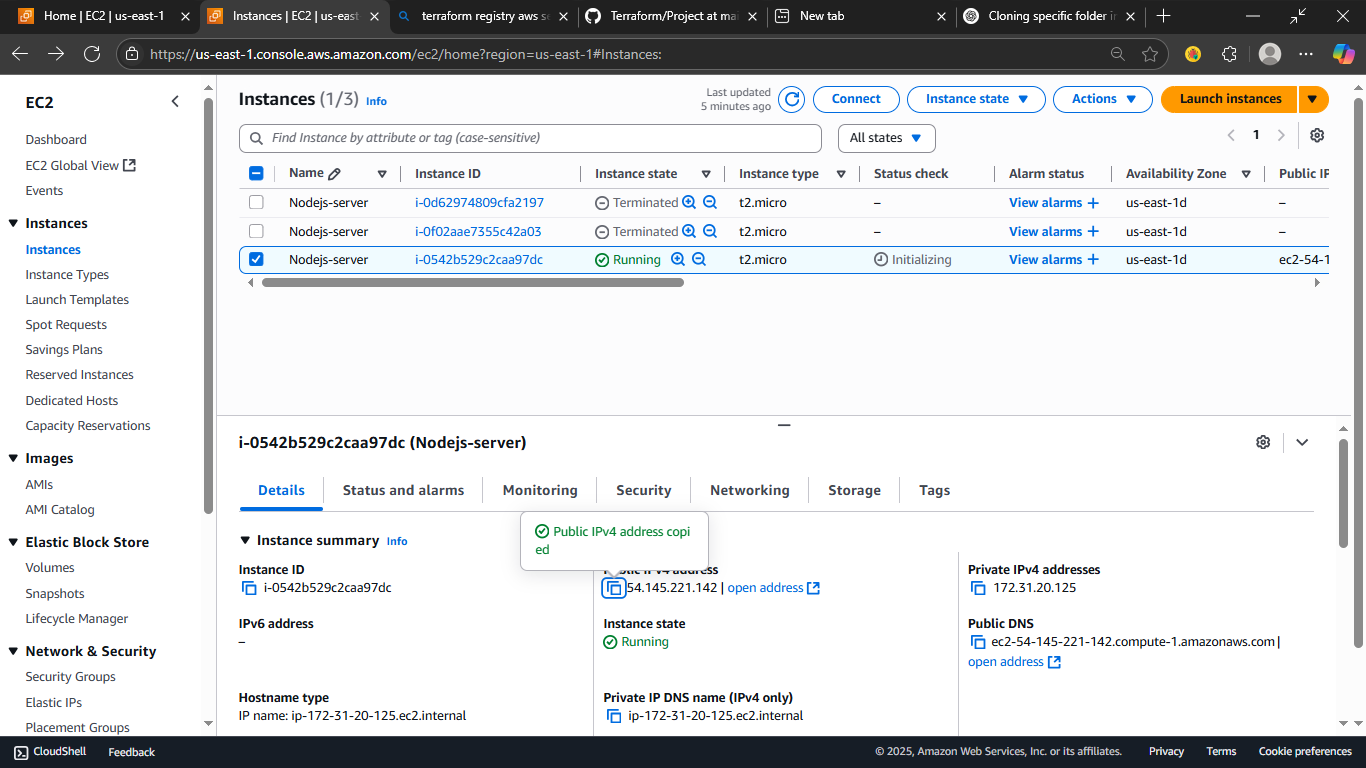 Home | EC2 | us-east-1
Instances | EC2 | us-east
terraform registry aws se
Terraform/Project at mai
New tab
Cloning specific folder in
https://us-east-1.console.aws.amazon.com/ec2/home?region=us-east-1#Instances:
EC2
Dashboard
EC2 Global View
Events
Instances
Instances
Instance Types
Launch Templates
Spot Requests
Savings Plans
Reserved Instances
Dedicated Hosts
Capacity Reservations
Images
AMIs
AMI Catalog
Elastic Block Store
Volumes
Snapshots
Lifecycle Manager
Network & Security
Security Groups
Elastic IPs
Placement Groups
Instances (1/3) Info
Last updated
5 minutes ago
Connect
Instance state
Actions
Launch instances
Find Instance by attribute or tag (case-sensitive)
All states
1
Name Instance ID Instance state Instance type Status check Alarm status Availability Zone Public IP
Nodejs-server i-0d62974809cfa2197 Terminated t2.micro – View alarms + us-east-1d –
Nodejs-server i-0f02aae7355c42a03 Terminated t2.micro – View alarms + us-east-1d –
Nodejs-server i-0542b529c2caa97dc Running t2.micro Initializing View alarms + us-east-1d ec2-54-1
i-0542b529c2caa97dc (Nodejs-server)
Details Status and alarms Monitoring Security Networking Storage Tags
Public IPv4 address copi
ed
Instance summary Info
Instance ID
i-0542b529c2caa97dc
Public IPv4 address
54.145.221.142 | open address
Private IPv4 addresses
172.31.20.125
IPv6 address
–
Instance state
Running
Public DNS
ec2-54-145-221-142.compute-1.amazonaws.com |
open address
Hostname type
IP name: ip-172-31-20-125.ec2.internal
Private IP DNS name (IPv4 only)
ip-172-31-20-125.ec2.internal
CloudShell Feedback © 2025, Amazon Web Services, Inc. or its affiliates. Privacy Terms Cookie preferences